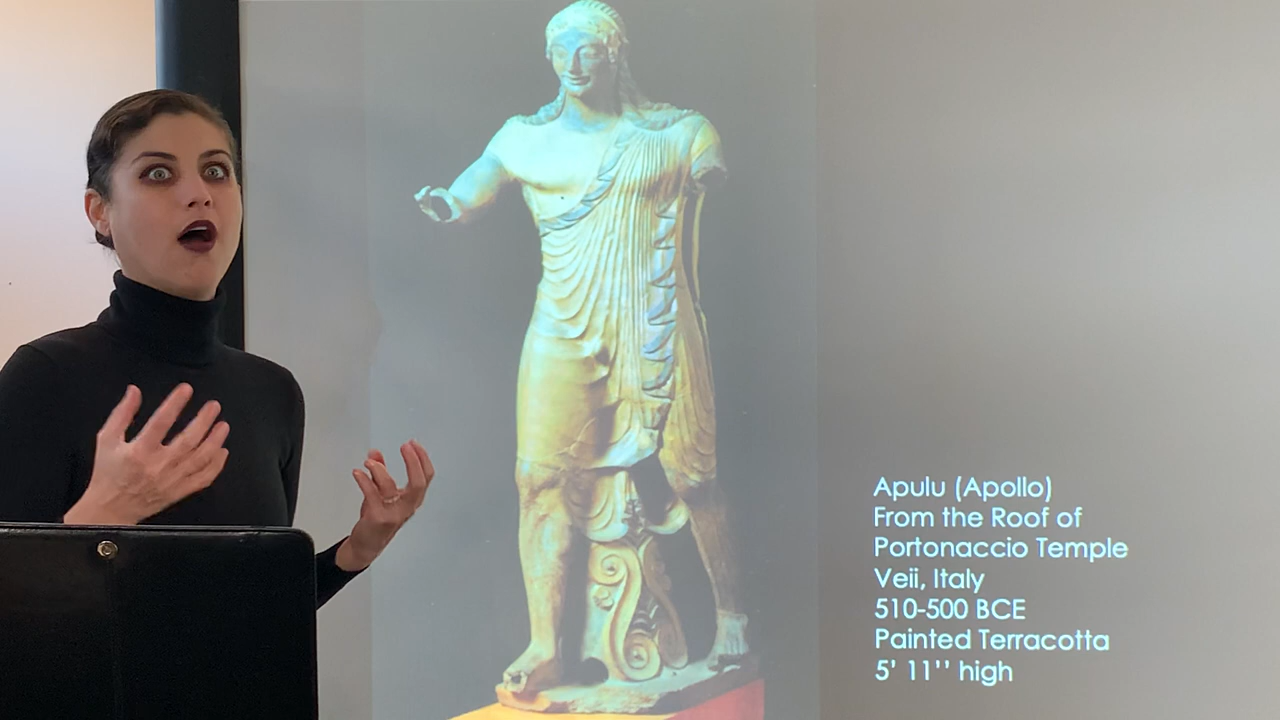 Apulu (Apollo)
From the Roof of
Portonaccio Temple
Veii, Italy
510-500 BCE
Painted Terracotta
5' 11'' high